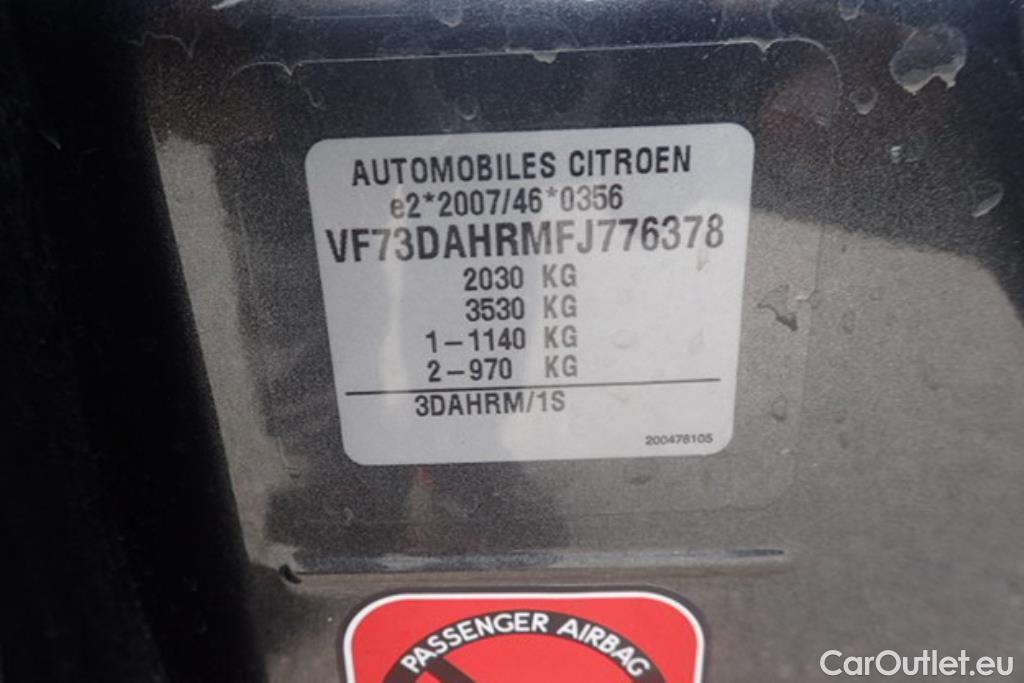 AUTOMOBILES CITROEN
e2*2007/46*0356
VF73DAHRMFJ776378
2030 KG
3530 KG
1-1140 KG
2-970 KG
3DAHRM/1S
200478105
PASSENGER AIRBAG
CarOutlet.eu